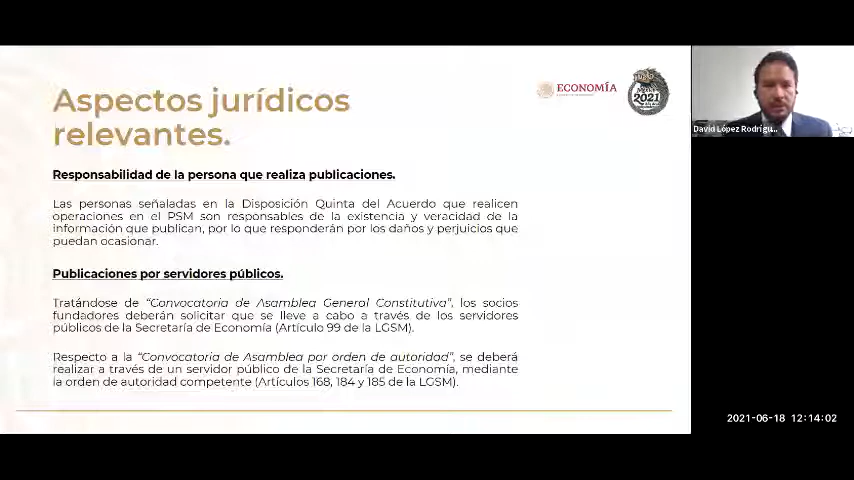 Aspectos jurídicos
relevantes.
ECONOMÍA
2021
Responsabilidad de la persona que realiza publicaciones.
Las personas señaladas en la Disposición Quinta del Acuerdo que realicen
operaciones en el PSM son responsables de la existencia y veracidad de la
información que publican, por lo que responderán por los daños y perjuicios que
puedan ocasionar.
Publicaciones por servidores públicos.
Tratándose de “Convocatoria de Asamblea General Constitutiva”, los socios
fundadores deberán solicitar que se lleve a cabo a través de los servidores
públicos de la Secretaría de Economía (Artículo 99 de la LGSM).
Respecto a la “Convocatoria de Asamblea por orden de autoridad”, se deberá
realizar a través de un servidor público de la Secretaría de Economía, mediante
la orden de autoridad competente (Artículos 168, 184 y 185 de la LGSM).
David López Rodrígu...
2021-06-18 12:14:02